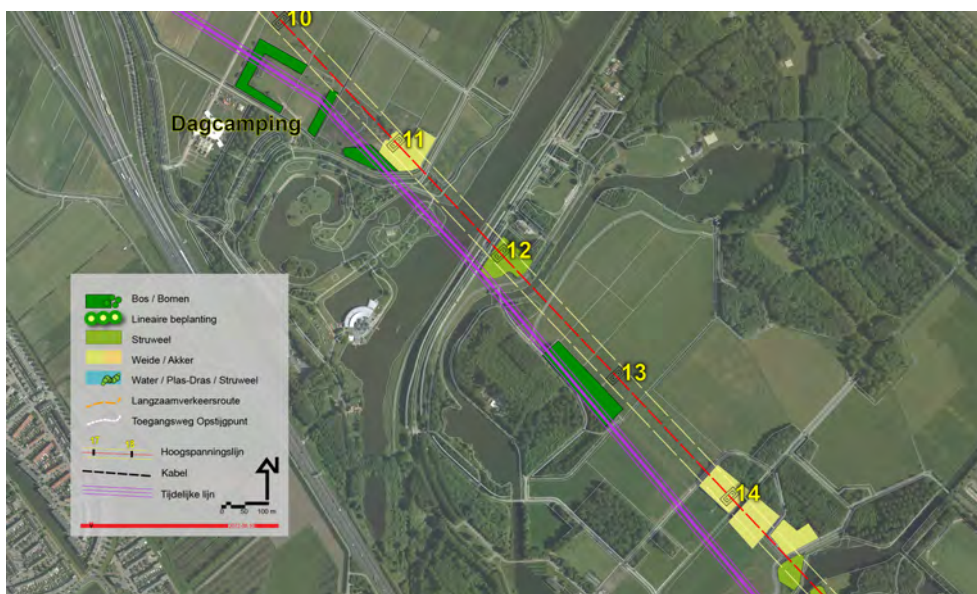 10
Dagcamping
11
12
13
14
Bos / Bomen
Lineaire beplanting
Struweel
Weide / Akker
Water / Plas-Dras / Struweel
Langzaamverkeersroute
Toegangsweg Opstijgpunt
Hoogspanningslijn
Kabel
Tijdelijke lijn
N
0 50 100 m